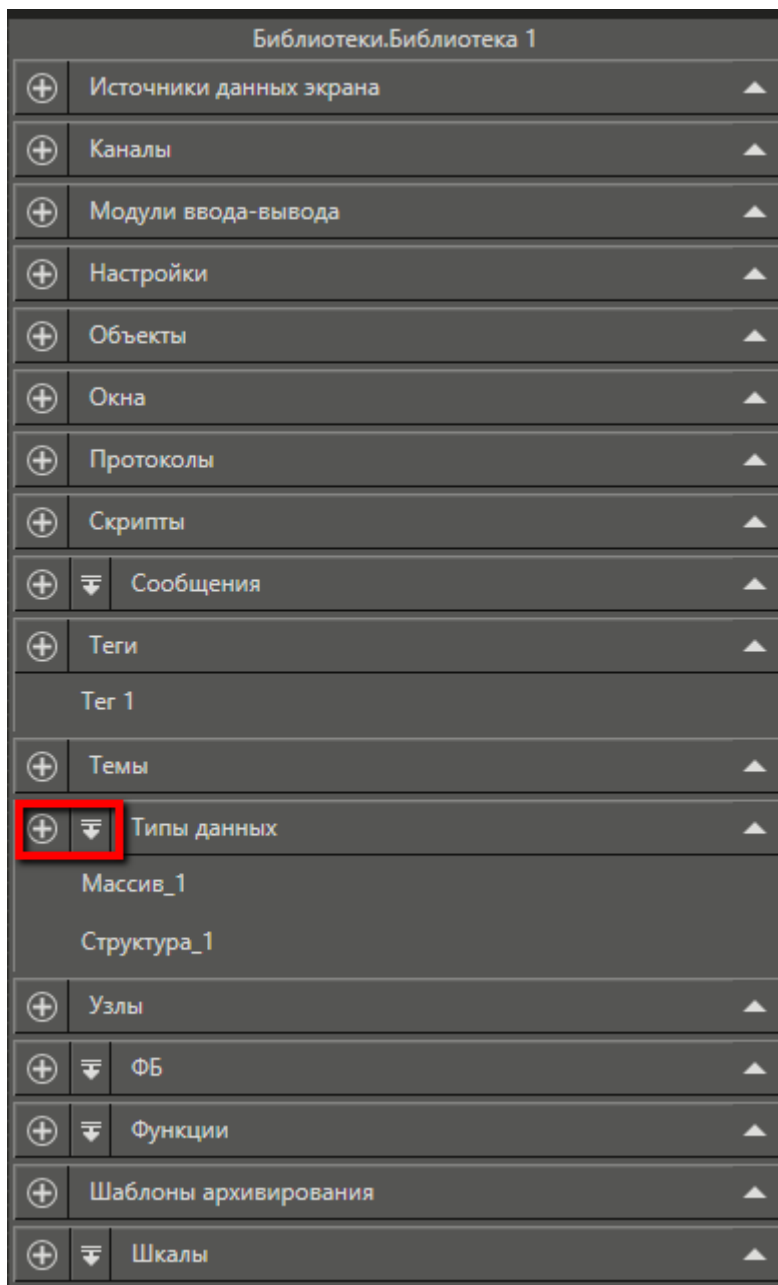 Библиотеки.Библиотека 1
Источники данных экрана
Каналы
Модули ввода-вывода
Настройки
Объекты
Окна
Протоколы
Скрипты
Сообщения
Теги
Тег 1
Темы
Типы данных
Массив_1
Структура_1
Узлы
ФБ
Функции
Шаблоны архивирования
Шкалы